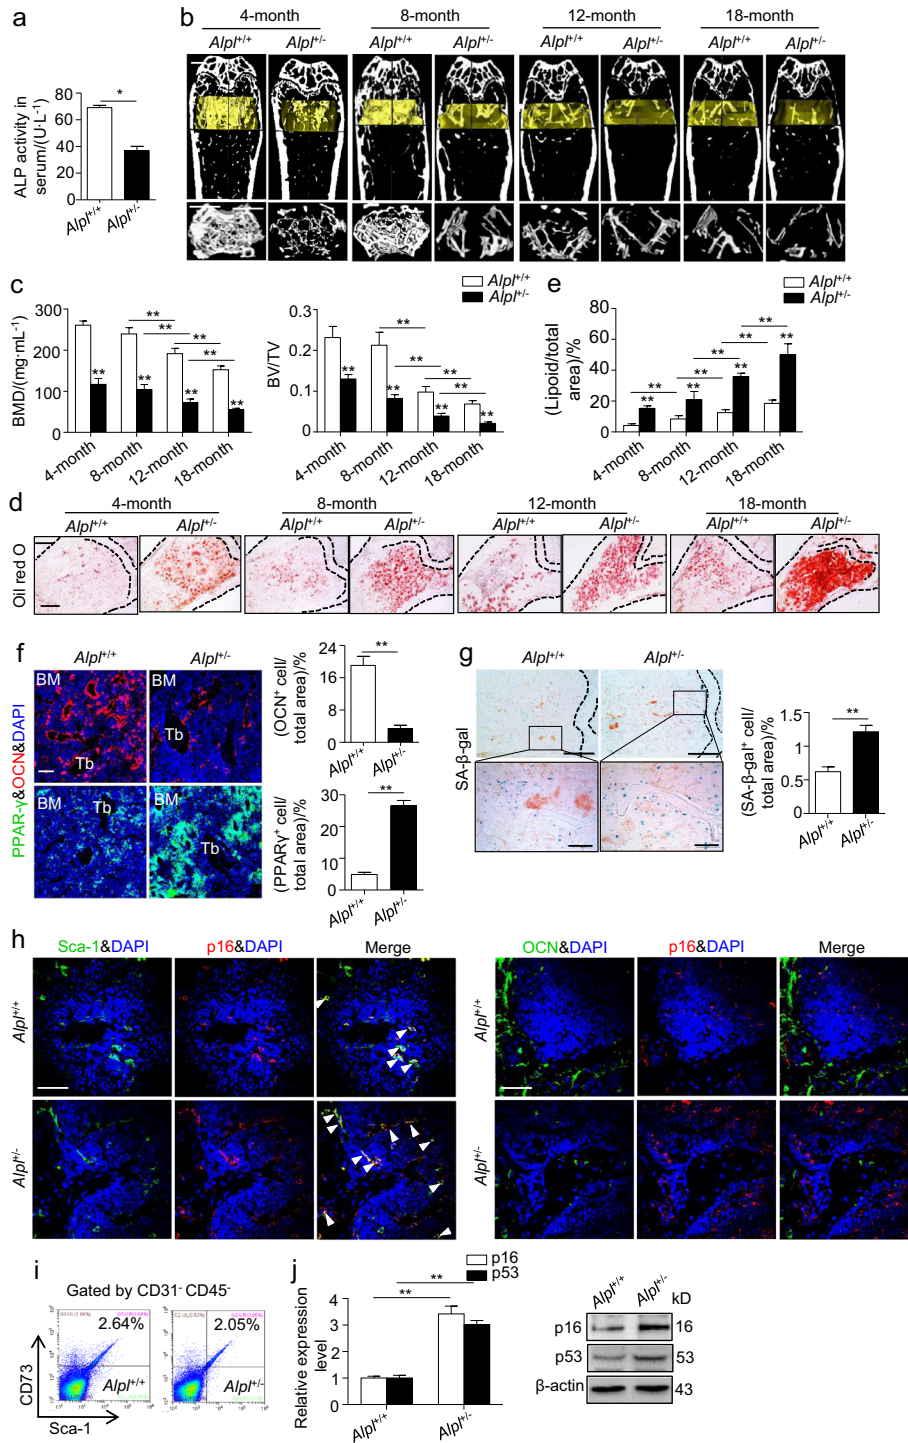 a
ALP activity in
serum/(U·L⁻¹)
80
60
40
20
0
*
Alpl+/+
Alpl+/-
b
4-month
8-month
12-month
18-month
Alpl+/+
Alpl+/-
Alpl+/+
Alpl+/-
Alpl+/+
Alpl+/-
Alpl+/+
Alpl+/-
c
Alpl+/+
Alpl+/-
BMD/(mg·mL⁻¹)
300
200
100
0
**
**
**
**
**
**
**
**
4-month
8-month
12-month
18-month
BV/TV
0.3
0.2
0.1
0
**
**
**
**
**
**
**
**
4-month
8-month
12-month
18-month
e
Alpl+/+
Alpl+/-
(Lipoid/total
area)/%
80
60
40
20
0
**
**
**
**
**
**
**
**
**
4-month
8-month
12-month
18-month
d
4-month
8-month
12-month
18-month
Alpl+/+
Alpl+/-
Alpl+/+
Alpl+/-
Alpl+/+
Alpl+/-
Alpl+/+
Alpl+/-
Oil red O
f
Alpl+/+
Alpl+/-
PPAR-γ&OCN&DAPI
BM
Tb
Tb
BM
Tb
BM
Tb
BM
Tb
(OCN+ cell/
total area)/%
24
18
12
6
0
**
Alpl+/+
Alpl+/-
(PPARγ+ cell/
total area)/%
30
20
10
0
**
Alpl+/+
Alpl+/-
g
Alpl+/+
Alpl+/-
SA-β-gal
(SA-β-gal+ cell/
total area)/%
1.5
1.0
0.5
0
**
Alpl+/+
Alpl+/-
h
Sca-1&DAPI
p16&DAPI
Merge
OCN&DAPI
p16&DAPI
Merge
Alpl+/+
Alpl+/-
Alpl+/+
Alpl+/-
i
Gated by CD31- CD45-
2.64%
2.05%
Alpl+/+
Alpl+/-
CD73
Sca-1
j
p16
p53
Relative expression
level
4
3
2
1
0
**
**
Alpl+/+
Alpl+/-
Alpl+/+
Alpl+/-
kD
p16
16
p53
53
β-actin
43